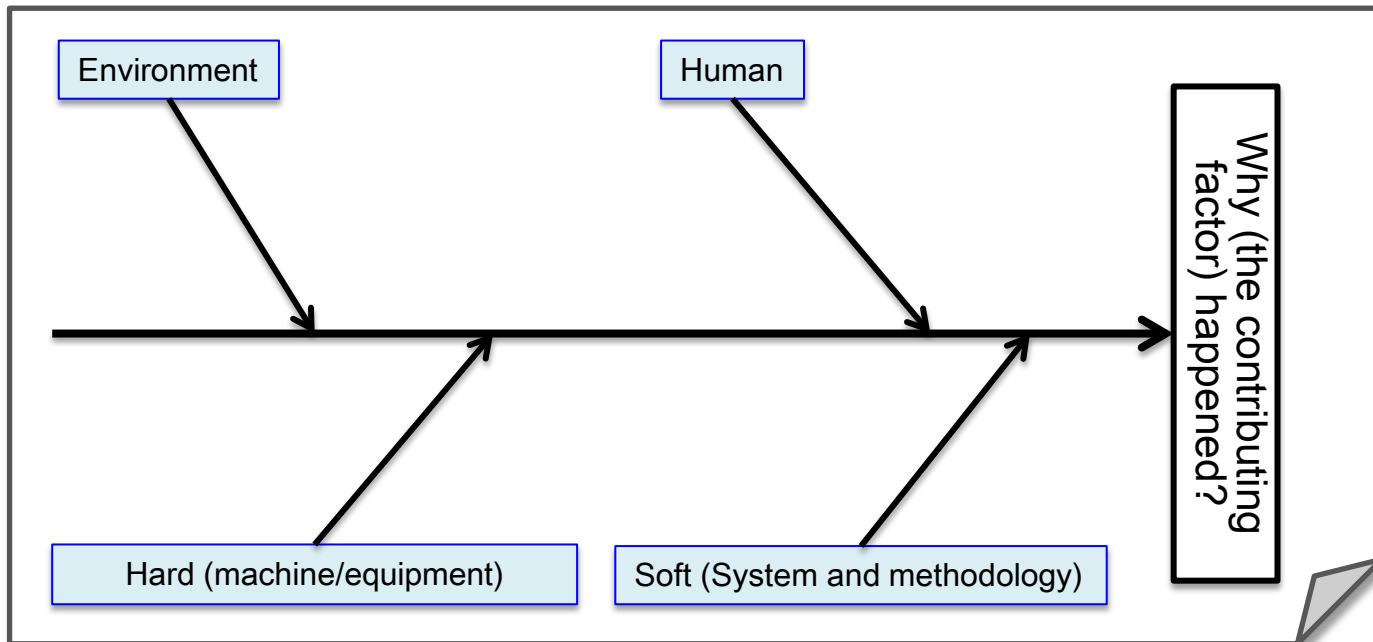 Environment
Human
Why (the contributing
factor) happened?
Hard (machine/equipment)
Soft (System and methodology)